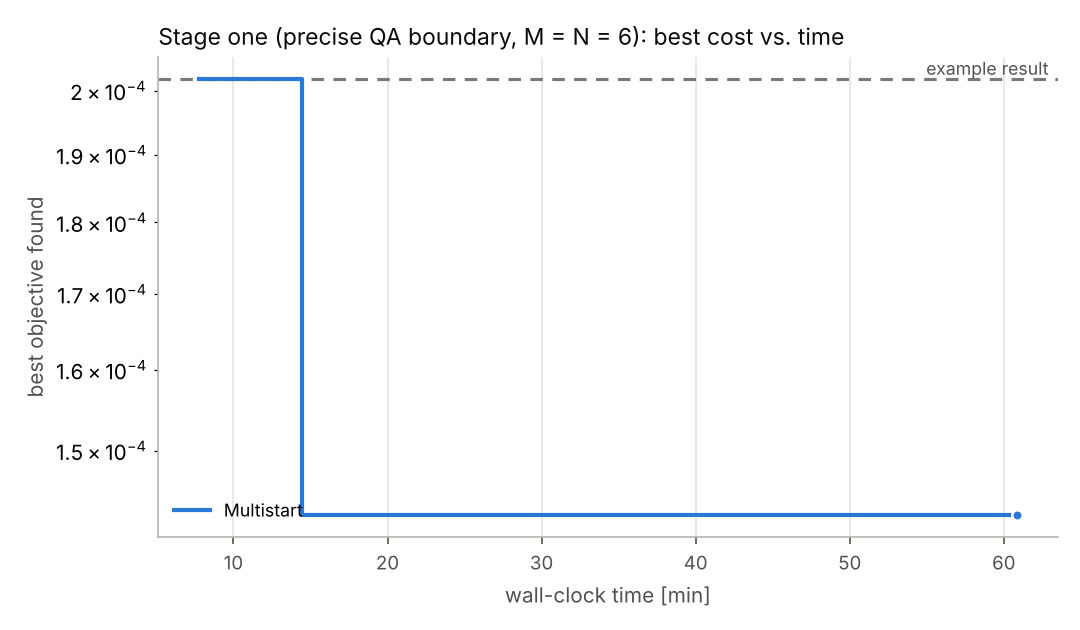 Stage one (precise QA boundary, M = N = 6): best cost vs. time
example result
2 × 10⁻⁴
1.9 × 10⁻⁴
1.8 × 10⁻⁴
1.7 × 10⁻⁴
1.6 × 10⁻⁴
1.5 × 10⁻⁴
best objective found
Multistart
10 20 30 40 50 60
wall-clock time [min]